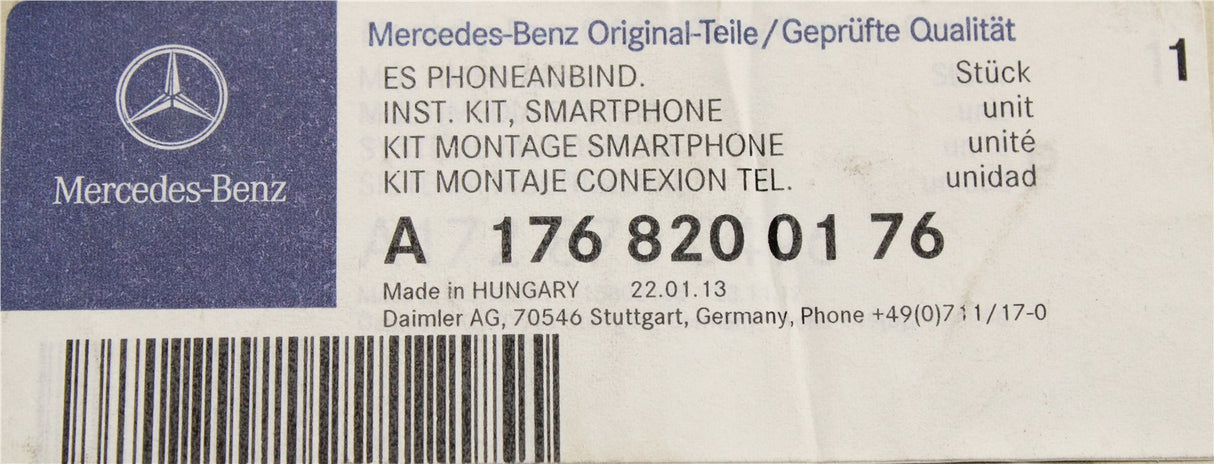 Mercedes-Benz
Mercedes-Benz Original-Teile/Geprüfte Qualität
ES PHONEANBIND. Stück 1
INST. KIT, SMARTPHONE unit
KIT MONTAGE SMARTPHONE unité
KIT MONTAJE CONEXION TEL. unidad
A 176 820 01 76
Made in HUNGARY 22.01.13
Daimler AG, 70546 Stuttgart, Germany, Phone +49(0)711/17-0